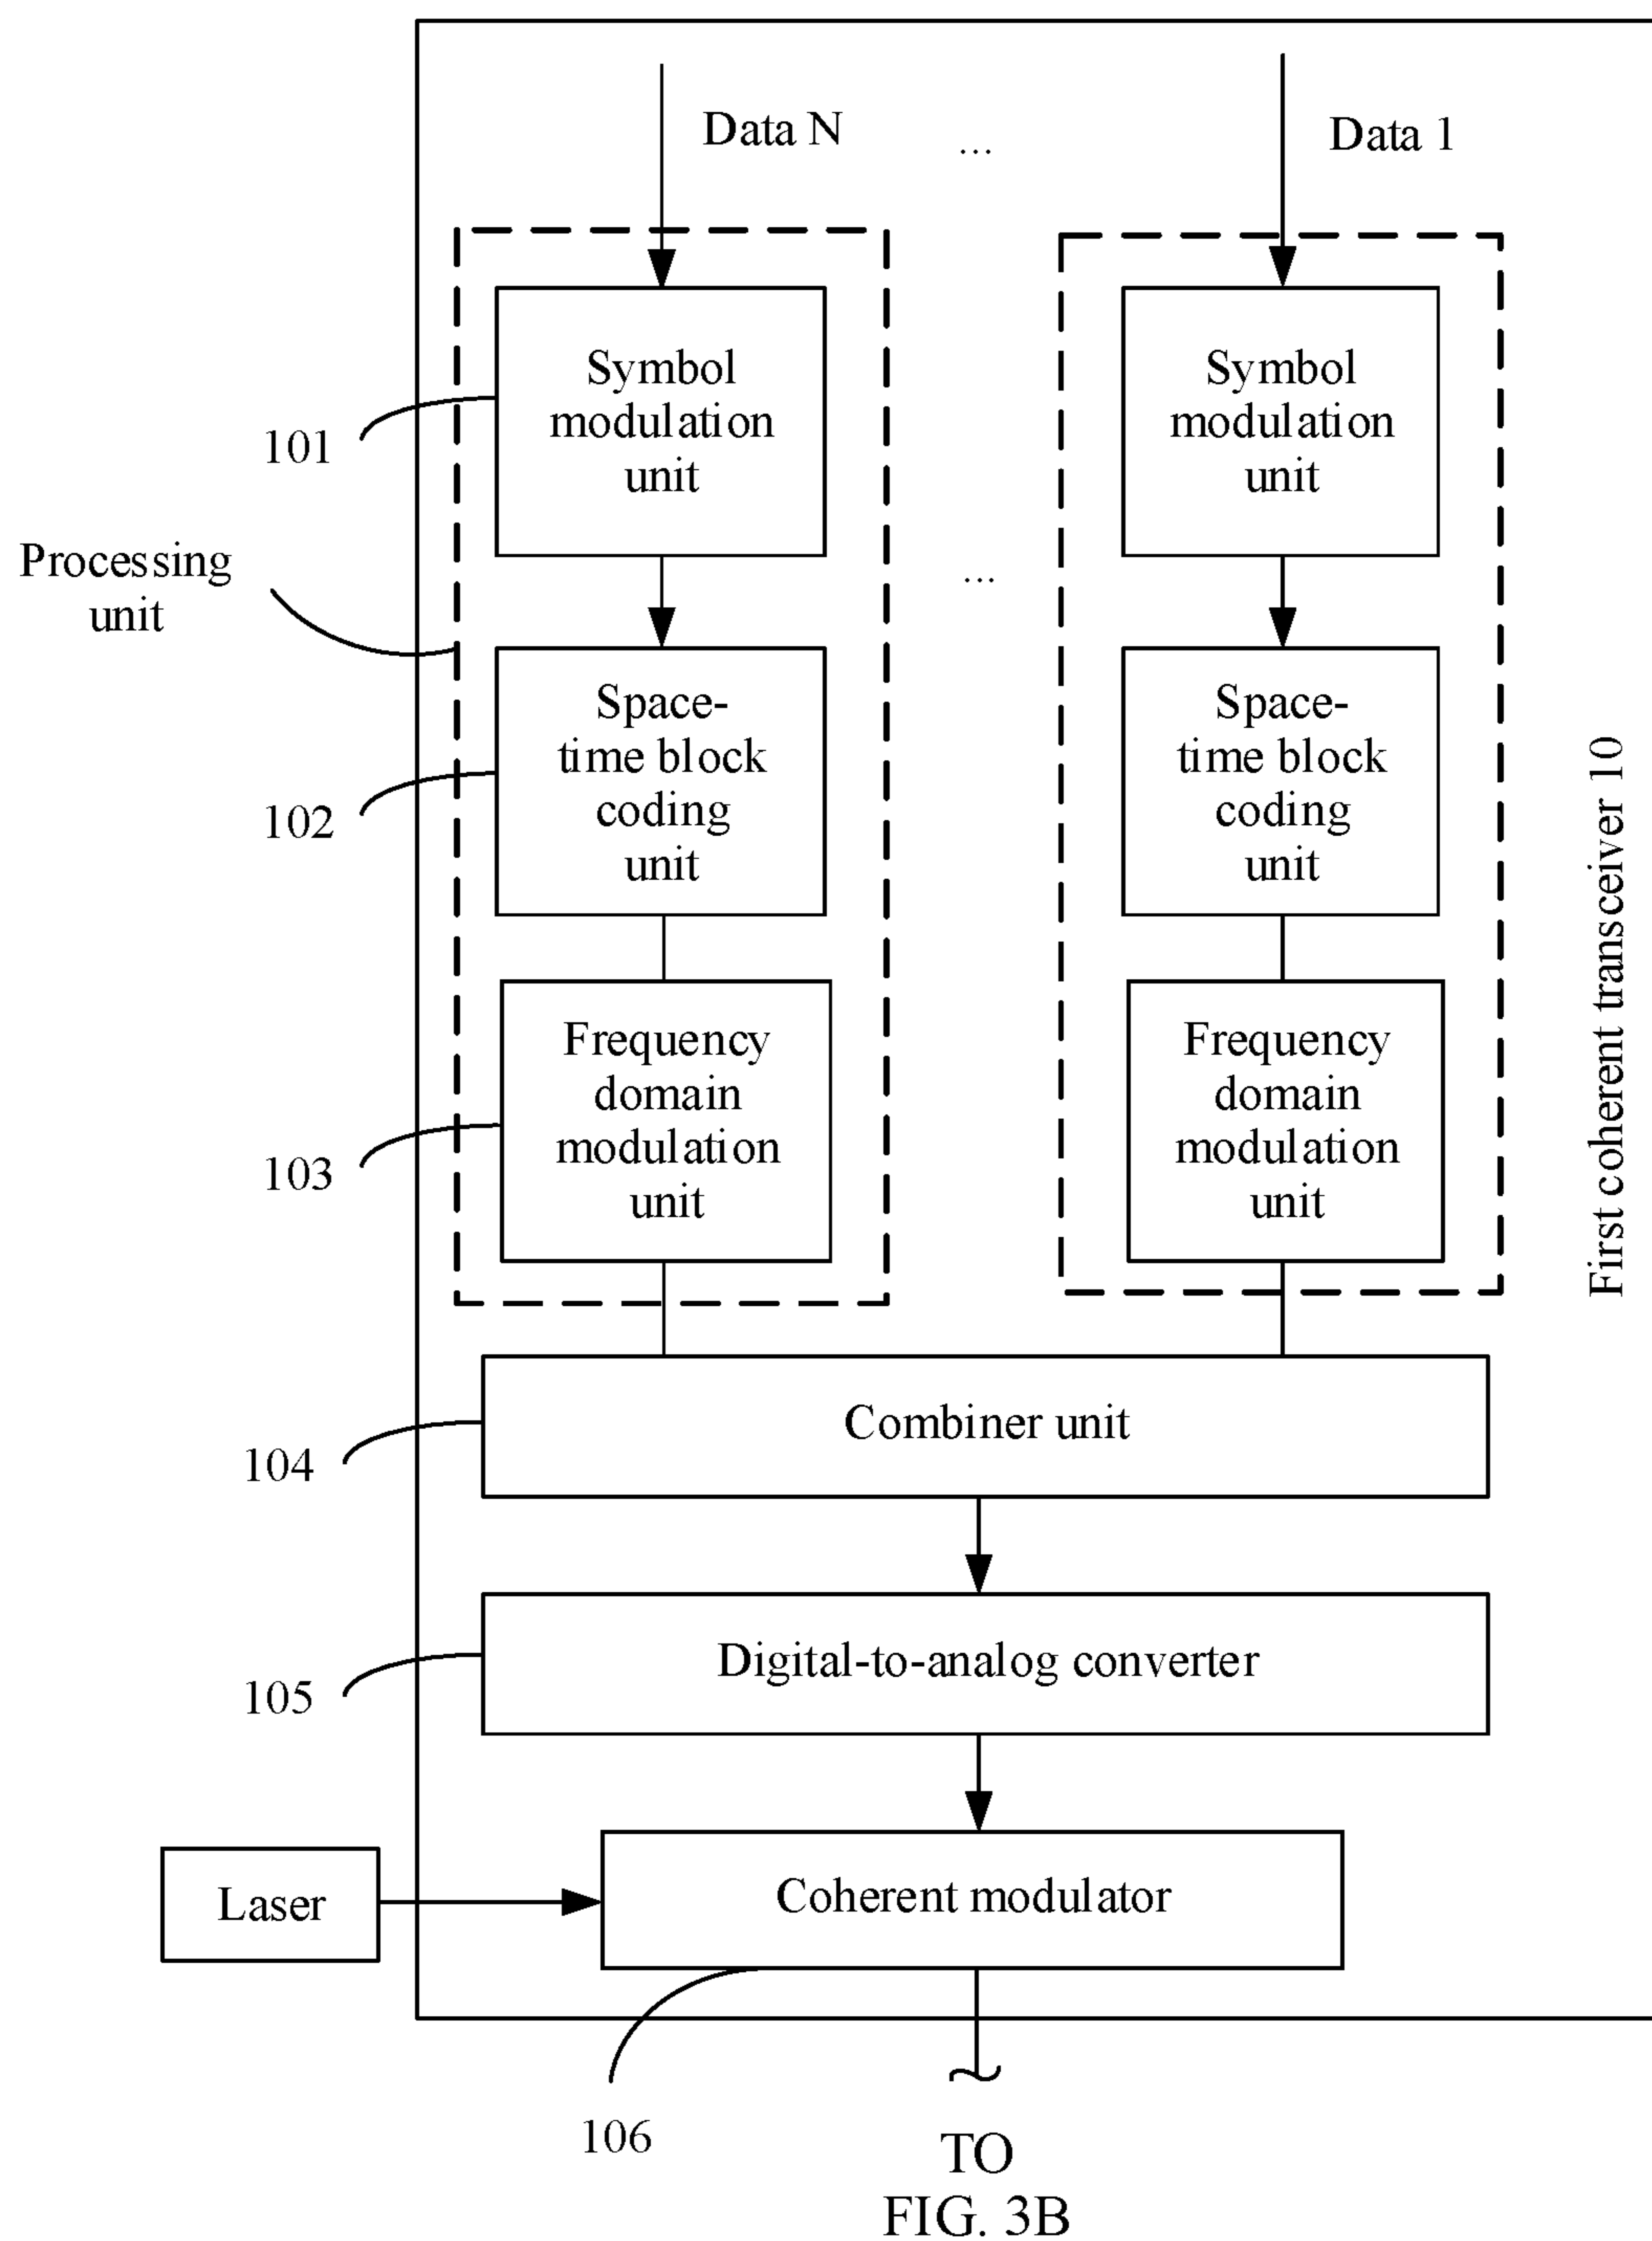 Data N
...
Data 1
Symbol
modulation
unit
Symbol
modulation
unit
101
Processing
unit
...
Space-
time block
coding
unit
Space-
time block
coding
unit
102
Frequency
domain
modulation
unit
Frequency
domain
modulation
unit
103
First coherent transceiver 10
Combiner unit
104
Digital-to-analog converter
105
Laser
Coherent modulator
106
TO
FIG. 3B